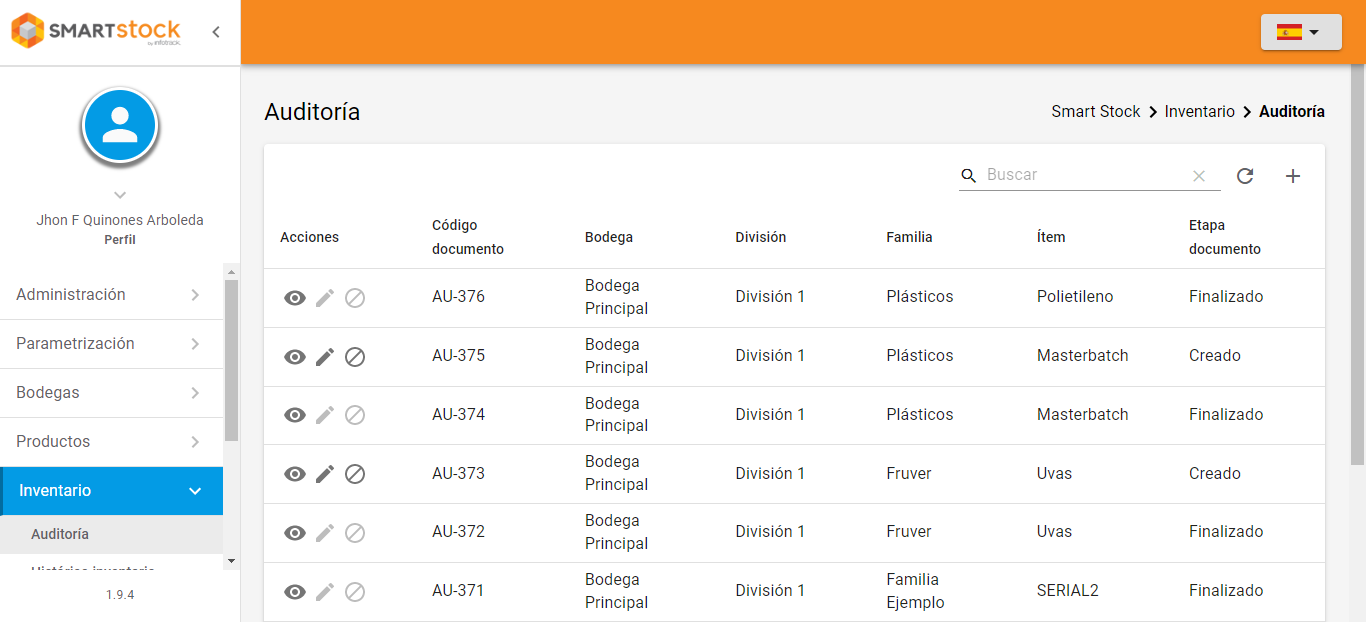 SMARTstock
by infotrack.
Jhon F Quinones Arboleda
Perfil
Administración
Parametrización
Bodegas
Productos
Inventario
Auditoría
Histórico inventario
1.9.4
Auditoría
Smart Stock > Inventario > Auditoría
Buscar
Acciones
Código
documento
Bodega
División
Familia
Ítem
Etapa
documento
AU-376
Bodega
Principal
División 1
Plásticos
Polietileno
Finalizado
AU-375
Bodega
Principal
División 1
Plásticos
Masterbatch
Creado
AU-374
Bodega
Principal
División 1
Plásticos
Masterbatch
Finalizado
AU-373
Bodega
Principal
División 1
Fruver
Uvas
Creado
AU-372
Bodega
Principal
División 1
Fruver
Uvas
Finalizado
AU-371
Bodega
Principal
División 1
Familia
Ejemplo
SERIAL2
Finalizado